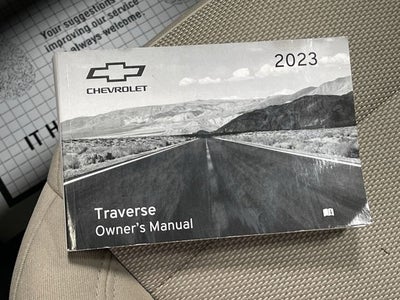 Your suggestions
improving our service
always welcome.
IT H
2023
CHEVROLET
Traverse
Owner's Manual